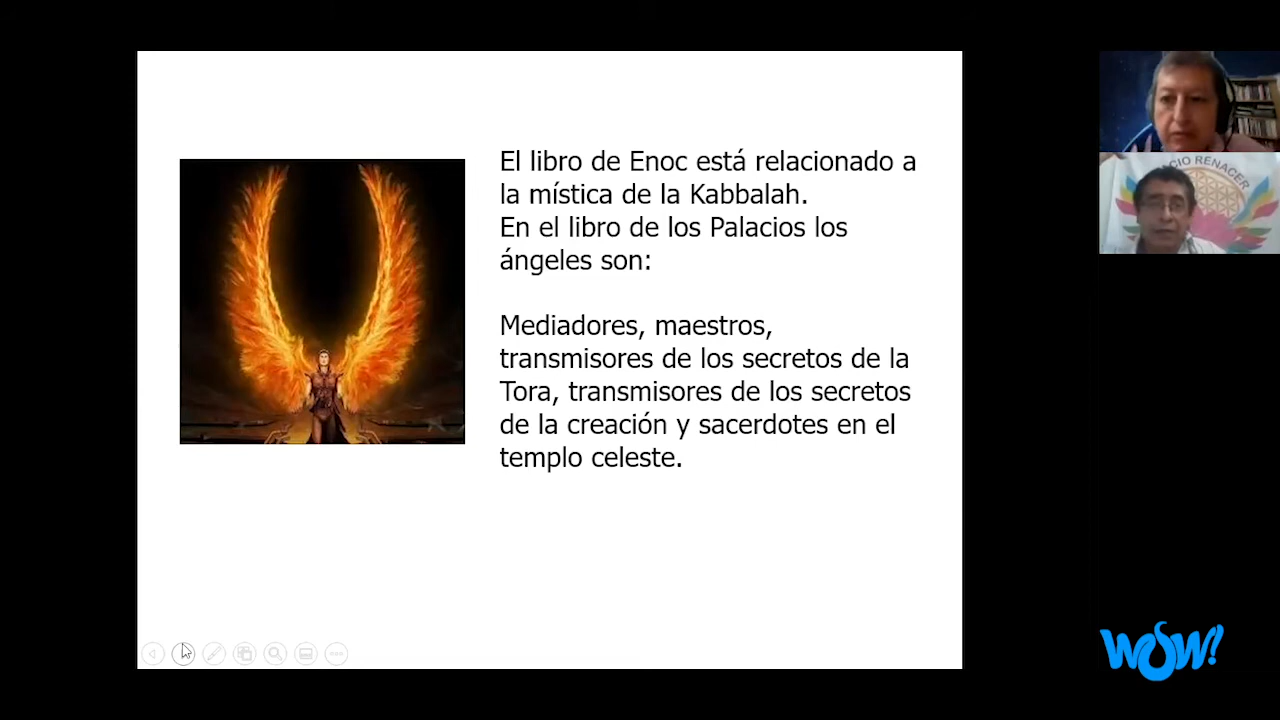 El libro de Enoc está relacionado a
la mística de la Kabbalah.
En el libro de los Palacios los
ángeles son:
Mediadores, maestros,
transmisores de los secretos de la
Tora, transmisores de los secretos
de la creación y sacerdotes en el
templo celeste.
RENACER
WOW!